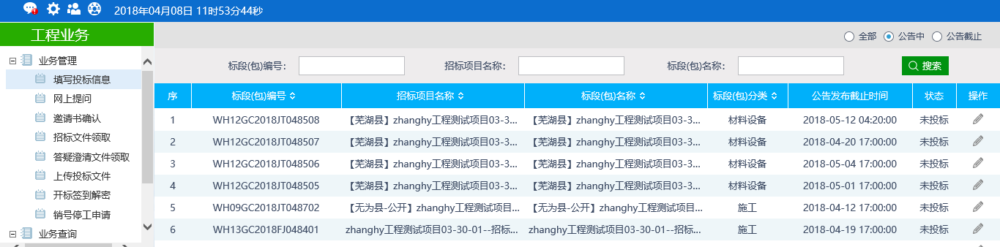 2018年04月08日 11时53分44秒
工程业务
全部 公告中 公告截止
业务管理
填写投标信息
网上提问
邀请书确认
招标文件领取
答疑澄清文件领取
上传投标文件
开标签到解密
销号停工申请
业务查询
标段(包)编号： 招标项目名称： 标段(包)名称： 搜索
序 标段(包)编号 招标项目名称 标段(包)名称 标段(包)分类 公告发布截止时间 状态 操作
1 WH12GC2018JT048508 【芜湖县】zhanghy工程测试项目03-3... 【芜湖县】zhanghy工程测试项目03-3... 材料设备 2018-05-12 04:20:00 未投标
2 WH12GC2018JT048507 【芜湖县】zhanghy工程测试项目03-3... 【芜湖县】zhanghy工程测试项目03-3... 材料设备 2018-04-20 17:00:00 未投标
3 WH12GC2018JT048506 【芜湖县】zhanghy工程测试项目03-3... 【芜湖县】zhanghy工程测试项目03-3... 材料设备 2018-05-04 17:00:00 未投标
4 WH12GC2018JT048505 【芜湖县】zhanghy工程测试项目03-3... 【芜湖县】zhanghy工程测试项目03-3... 材料设备 2018-05-01 17:00:00 未投标
5 WH09GC2018JT048702 【无为县-公开】zhanghy工程测试项目... 【无为县-公开】zhanghy工程测试项目... 施工 2018-04-12 17:00:00 未投标
6 WH13GC2018FJ048401 zhanghy工程测试项目03-30-01--招标... zhanghy工程测试项目03-30-01--招标... 施工 2018-04-19 17:00:00 未投标